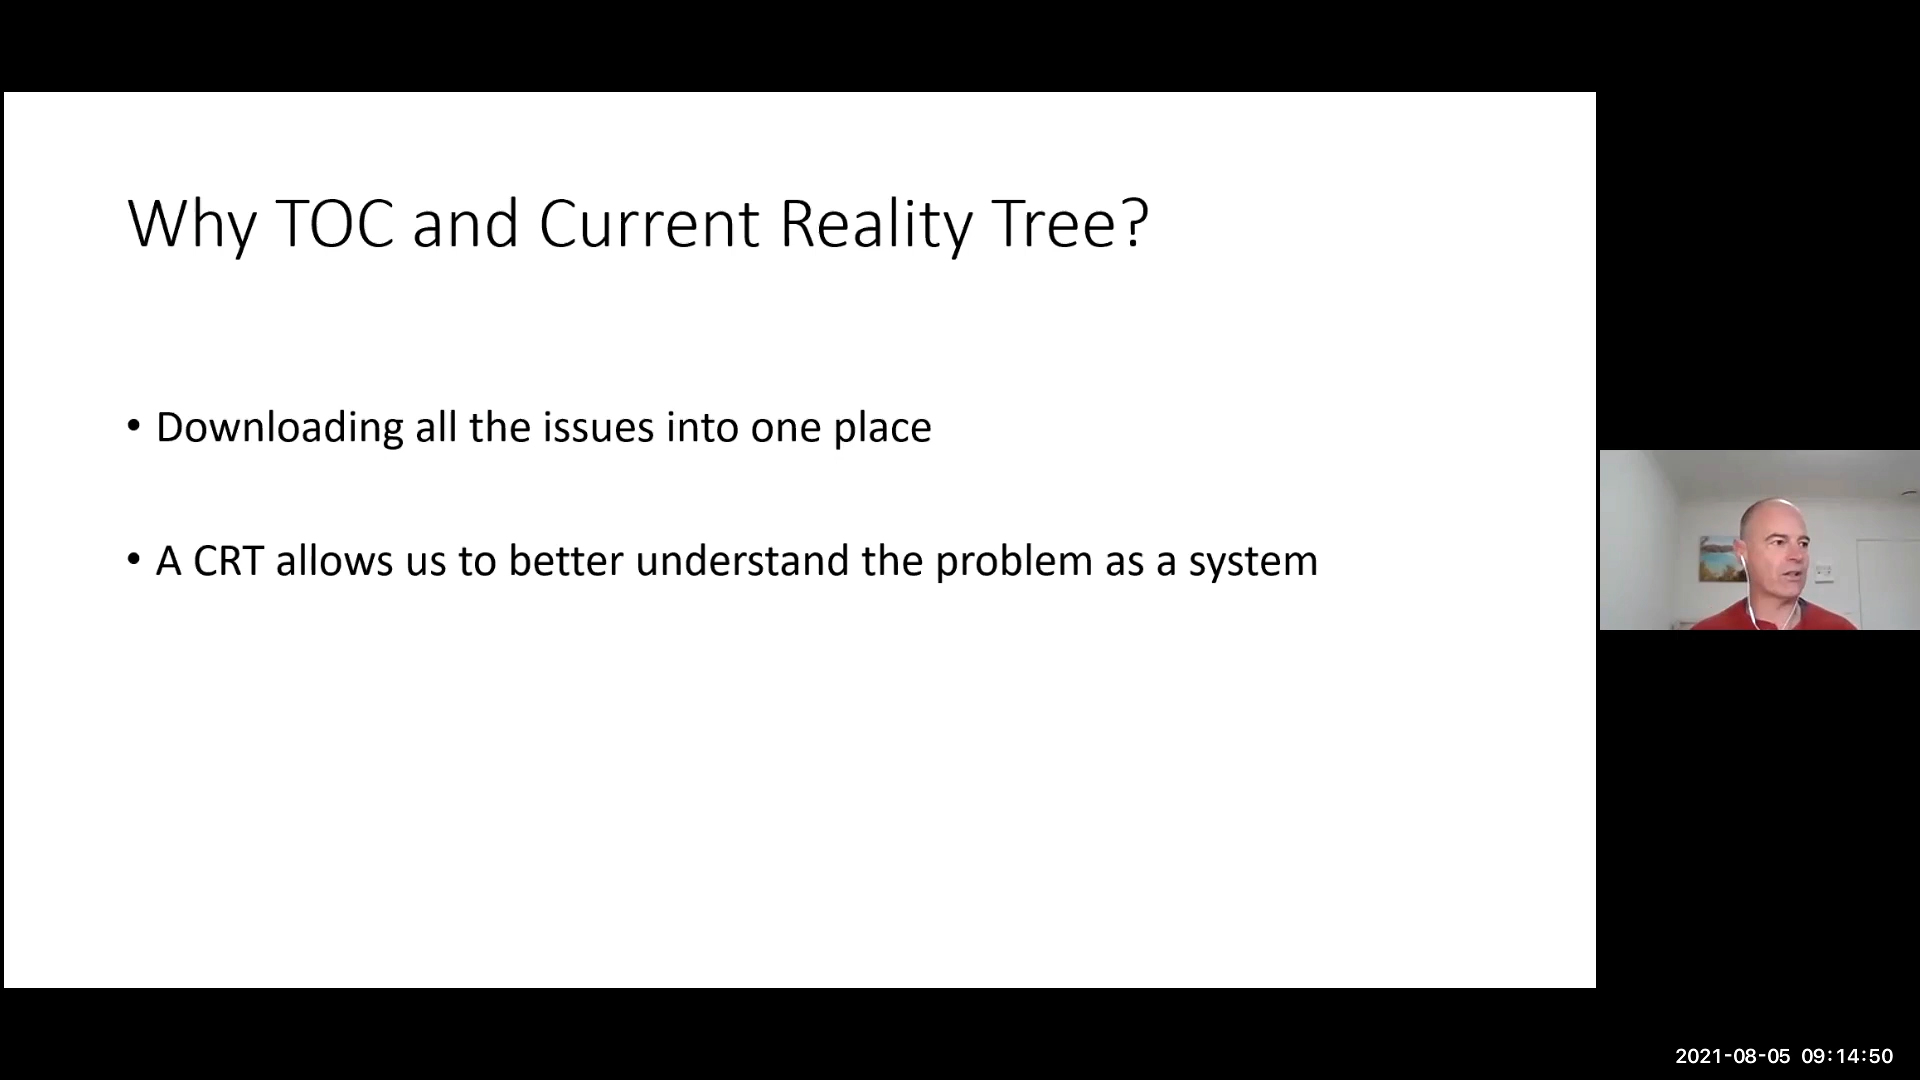 Why TOC and Current Reality Tree?
• Downloading all the issues into one place
• A CRT allows us to better understand the problem as a system
2021-08-05 09:14:50